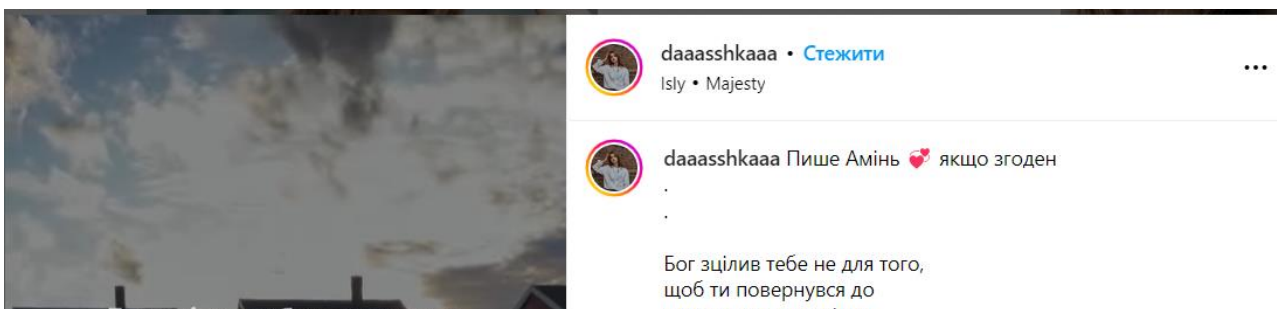 daaasshkaaa • Стежити
Isly • Majesty
daaasshkaaa Пише Амінь 💞 якщо згоден
.
.
Бог зцілив тебе не для того,
щоб ти повернувся до